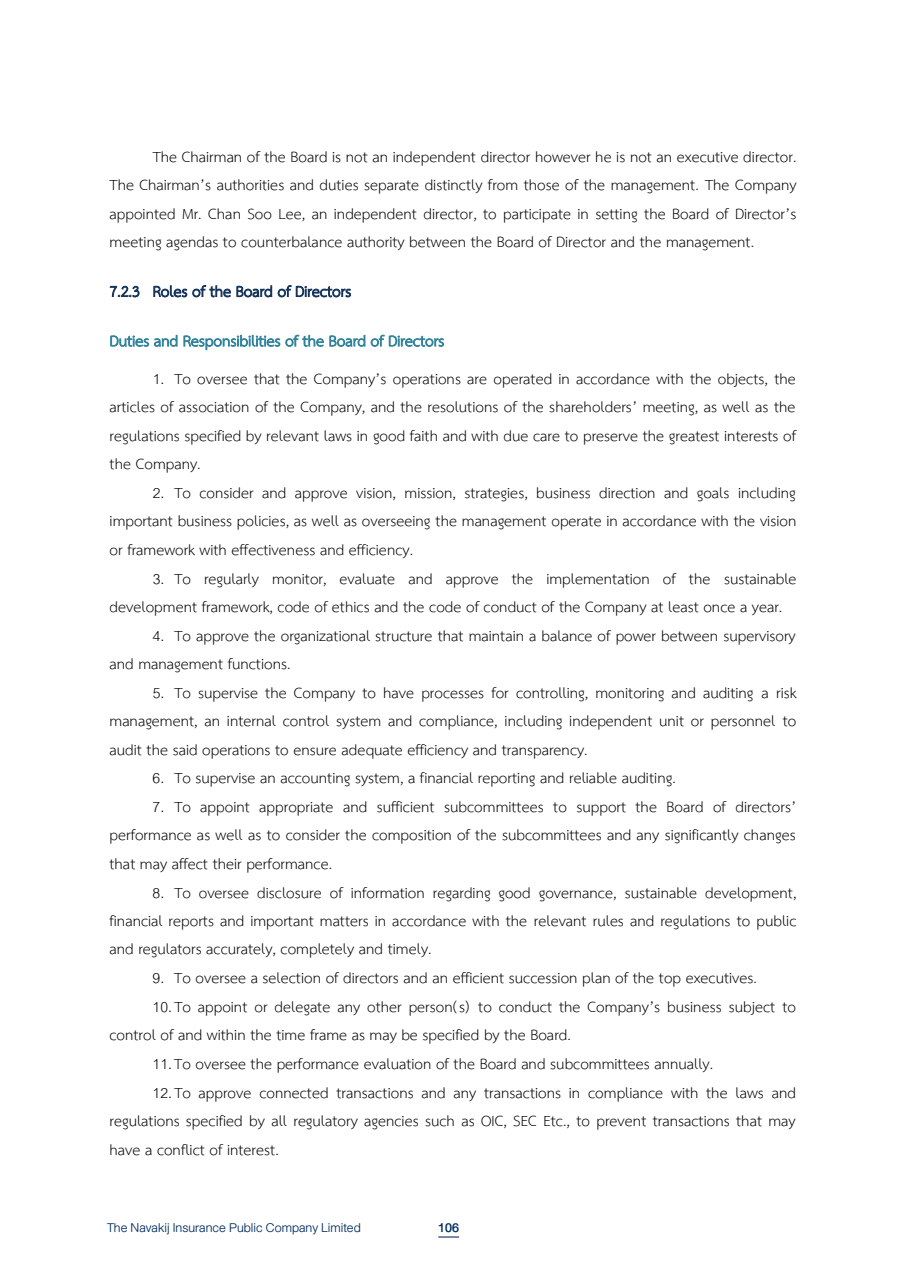 The Chairman of the Board is not an independent director however he is not an executive director.
The Chairman's authorities and duties separate distinctly from those of the management. The Company
appointed Mr. Chan Soo Lee, an independent director, to participate in setting the Board of Director's
meeting agendas to counterbalance authority between the Board of Director and the management.
7.2.3 Roles of the Board of Directors
Duties and Responsibilities of the Board of Directors
1. To oversee that the Company's operations are operated in accordance with the objects, the
articles of association of the Company, and the resolutions of the shareholders' meeting, as well as the
regulations specified by relevant laws in good faith and with due care to preserve the greatest interests of
the Company.
2. To consider and approve vision, mission, strategies, business direction and goals including
important business policies, as well as overseeing the management operate in accordance with the vision
or framework with effectiveness and efficiency.
3. To regularly monitor, evaluate and approve the implementation of the sustainable
development framework, code of ethics and the code of conduct of the Company at least once a year.
4. To approve the organizational structure that maintain a balance of power between supervisory
and management functions.
5. To supervise the Company to have processes for controlling, monitoring and auditing a risk
management, an internal control system and compliance, including independent unit or personnel to
audit the said operations to ensure adequate efficiency and transparency.
6. To supervise an accounting system, a financial reporting and reliable auditing.
7. To appoint appropriate and sufficient subcommittees to support the Board of directors'
performance as well as to consider the composition of the subcommittees and any significantly changes
that may affect their performance.
8. To oversee disclosure of information regarding good governance, sustainable development,
financial reports and important matters in accordance with the relevant rules and regulations to public
and regulators accurately, completely and timely.
9. To oversee a selection of directors and an efficient succession plan of the top executives.
10. To appoint or delegate any other person(s) to conduct the Company's business subject to
control of and within the time frame as may be specified by the Board.
11. To oversee the performance evaluation of the Board and subcommittees annually.
12. To approve connected transactions and any transactions in compliance with the laws and
regulations specified by all regulatory agencies such as OIC, SEC Etc., to prevent transactions that may
have a conflict of interest.
The Navakij Insurance Public Company Limited 106